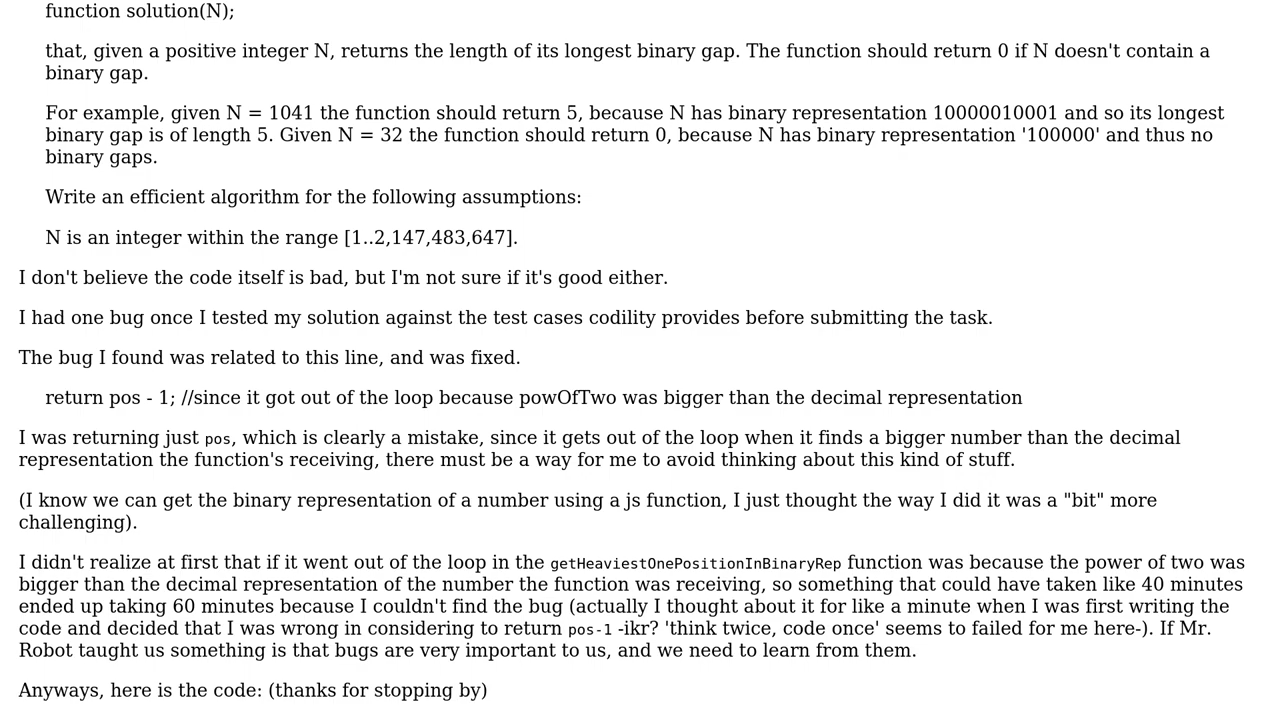 function solution(N);
that, given a positive integer N, returns the length of its longest binary gap. The function should return 0 if N doesn't contain a
binary gap.
For example, given N = 1041 the function should return 5, because N has binary representation 10000010001 and so its longest
binary gap is of length 5. Given N = 32 the function should return 0, because N has binary representation '100000' and thus no
binary gaps.
Write an efficient algorithm for the following assumptions:
N is an integer within the range [1..2,147,483,647].
I don't believe the code itself is bad, but I'm not sure if it's good either.
I had one bug once I tested my solution against the test cases codility provides before submitting the task.
The bug I found was related to this line, and was fixed.
return pos - 1; //since it got out of the loop because powOfTwo was bigger than the decimal representation
I was returning just pos, which is clearly a mistake, since it gets out of the loop when it finds a bigger number than the decimal
representation the function's receiving, there must be a way for me to avoid thinking about this kind of stuff.
(I know we can get the binary representation of a number using a js function, I just thought the way I did it was a "bit" more
challenging).
I didn't realize at first that if it went out of the loop in the getHeaviestOnePositionInBinaryRep function was because the power of two was
bigger than the decimal representation of the number the function was receiving, so something that could have taken like 40 minutes
ended up taking 60 minutes because I couldn't find the bug (actually I thought about it for like a minute when I was first writing the
code and decided that I was wrong in considering to return pos-1 -ikr? 'think twice, code once' seems to failed for me here-). If Mr.
Robot taught us something is that bugs are very important to us, and we need to learn from them.
Anyways, here is the code: (thanks for stopping by)